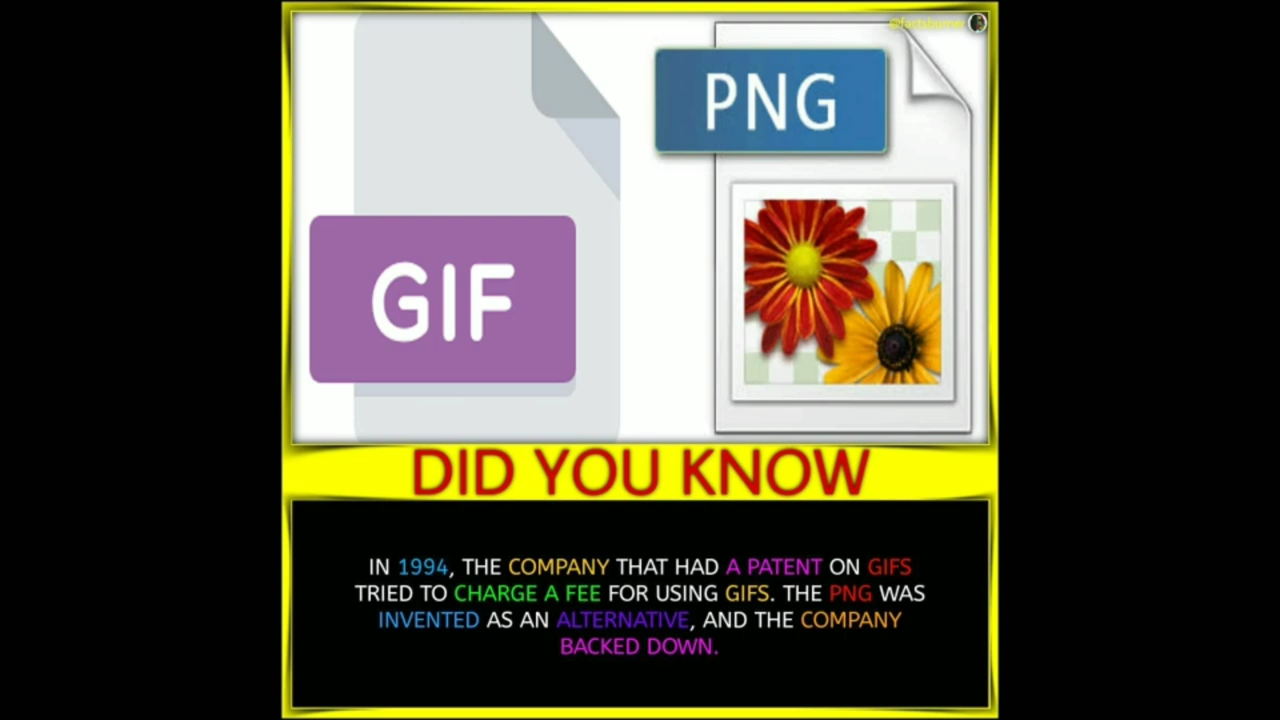 PNG
GIF
DID YOU KNOW
IN 1994, THE COMPANY THAT HAD A PATENT ON GIFS
TRIED TO CHARGE A FEE FOR USING GIFS. THE PNG WAS
INVENTED AS AN ALTERNATIVE, AND THE COMPANY
BACKED DOWN.